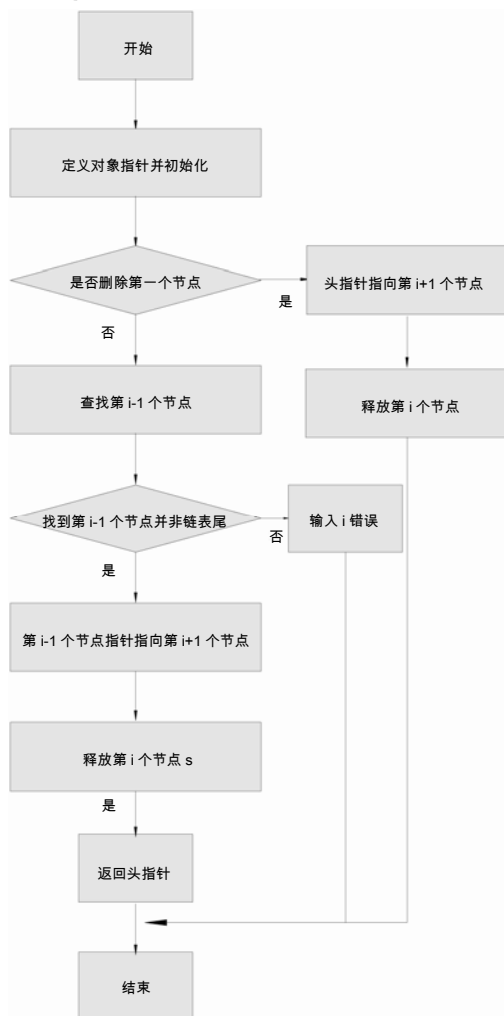 开始
定义对象指针并初始化
是否删除第一个节点
是
头指针指向第 i+1 个节点
否
查找第 i-1 个节点
释放第 i 个节点
找到第 i-1 个节点并非链表尾
否
输入 i 错误
是
第 i-1 个节点指针指向第 i+1 个节点
释放第 i 个节点 s
是
返回头指针
结束